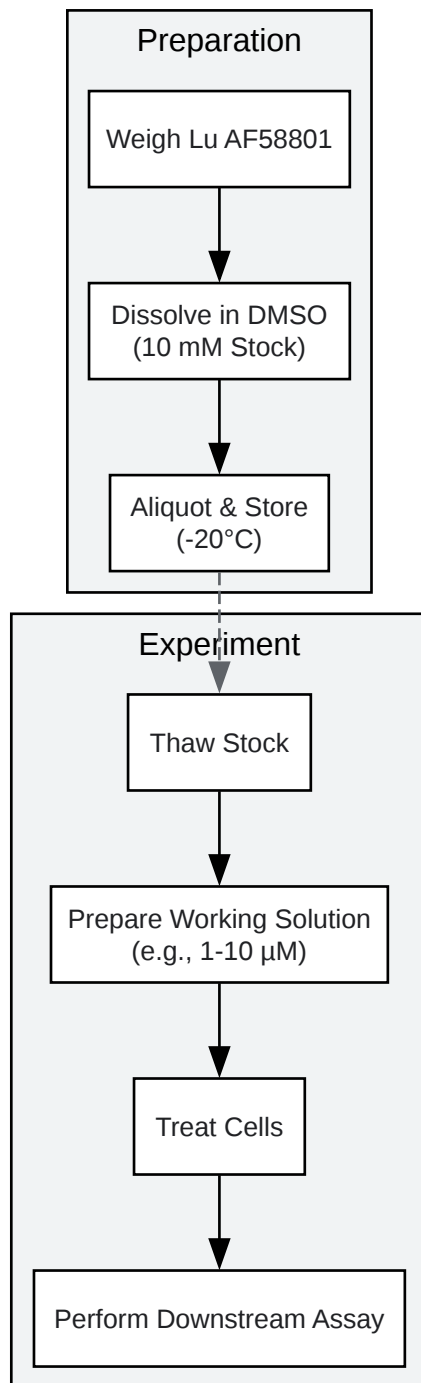 Preparation
Weigh Lu AF58801
Dissolve in DMSO
(10 mM Stock)
Aliquot & Store
(-20°C)
Experiment
Thaw Stock
Prepare Working Solution
(e.g., 1-10 µM)
Treat Cells
Perform Downstream Assay